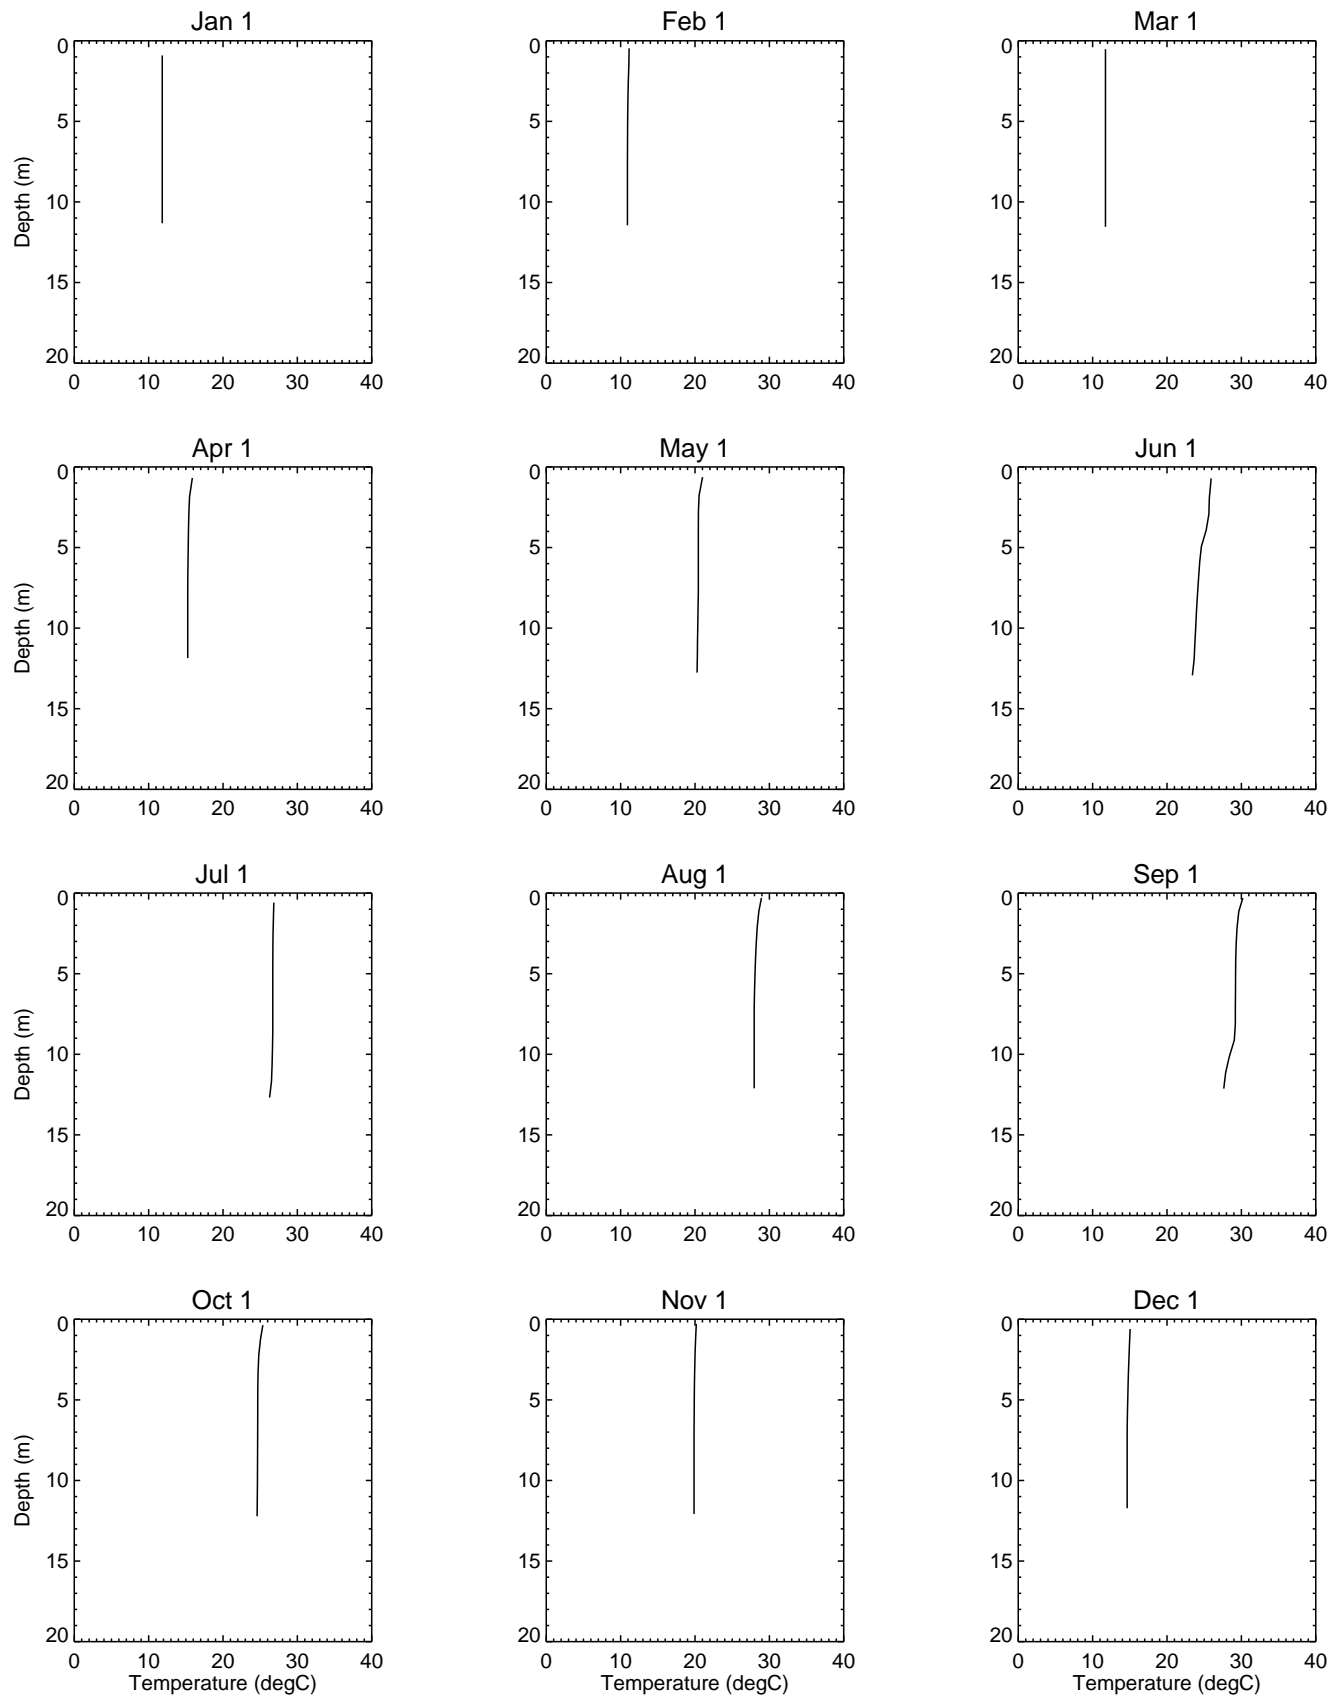 Jan 1 Feb 1 Mar 1
0 0 0
5 5 5
Depth (m)
10 10 10
15 15 15
20 20 20
0 10 20 30 40 0 10 20 30 40 0 10 20 30 40
Apr 1 May 1 Jun 1
0 0 0
5 5 5
Depth (m)
10 10 10
15 15 15
20 20 20
0 10 20 30 40 0 10 20 30 40 0 10 20 30 40
Jul 1 Aug 1 Sep 1
0 0 0
5 5 5
Depth (m)
10 10 10
15 15 15
20 20 20
0 10 20 30 40 0 10 20 30 40 0 10 20 30 40
Oct 1 Nov 1 Dec 1
0 0 0
5 5 5
Depth (m)
10 10 10
15 15 15
20 20 20
0 10 20 30 40 0 10 20 30 40 0 10 20 30 40
Temperature (degC) Temperature (degC) Temperature (degC)